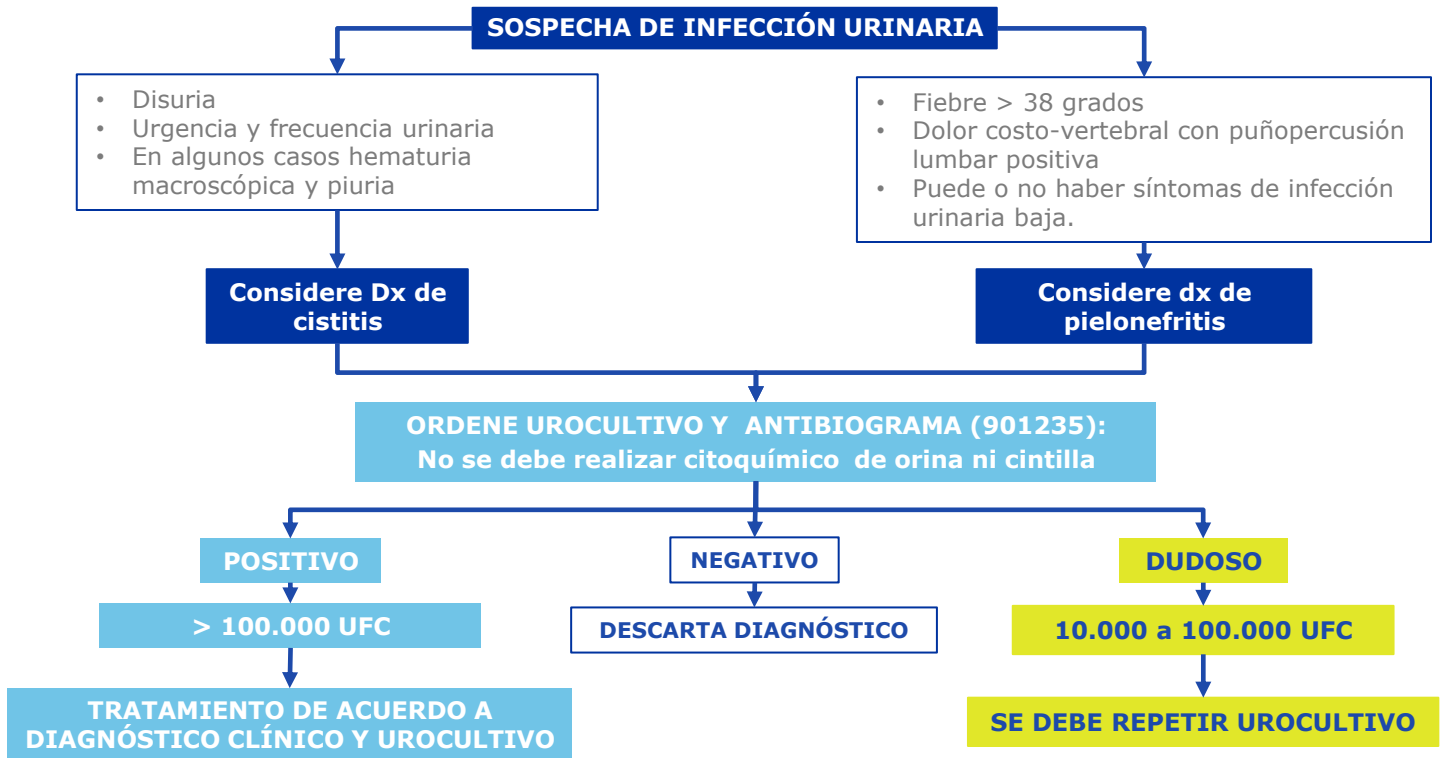 SOSPECHA DE INFECCIÓN URINARIA
• Disuria
• Urgencia y frecuencia urinaria
• En algunos casos hematuria
macroscópica y piuria
• Fiebre > 38 grados
• Dolor costo-vertebral con puñopercusión
lumbar positiva
• Puede o no haber síntomas de infección
urinaria baja.
Considere Dx de
cistitis
Considere dx de
pielonefritis
ORDENE UROCULTIVO Y ANTIBIOGRAMA (901235):
No se debe realizar citoquímico de orina ni cintilla
POSITIVO
NEGATIVO
DUDOSO
> 100.000 UFC
DESCARTA DIAGNÓSTICO
10.000 a 100.000 UFC
TRATAMIENTO DE ACUERDO A
DIAGNÓSTICO CLÍNICO Y UROCULTIVO
SE DEBE REPETIR UROCULTIVO